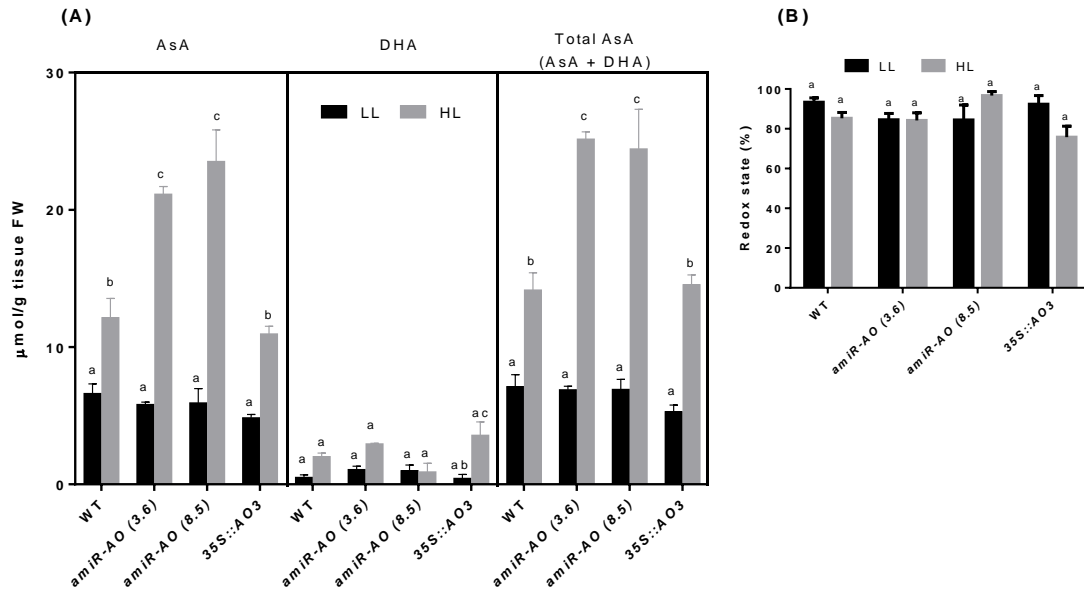 (A)
AsA
DHA
Total AsA
(AsA + DHA)
30
20
10
0
μmol/g tissue FW
LL
HL
a
b
a
c
a
c
a
b
a
a
a
a
a
a
ab
ac
a
b
a
c
a
c
a
b
WT
amiR-AO (3.6)
amiR-AO (8.5)
35S::AO3
WT
amiR-AO (3.6)
amiR-AO (8.5)
35S::AO3
WT
amiR-AO (3.6)
amiR-AO (8.5)
35S::AO3
(B)
LL
HL
100
80
60
40
20
0
Redox state (%)
a
a
a
a
a
a
a
a
WT
amiR-AO (3.6)
amiR-AO (8.5)
35S::AO3